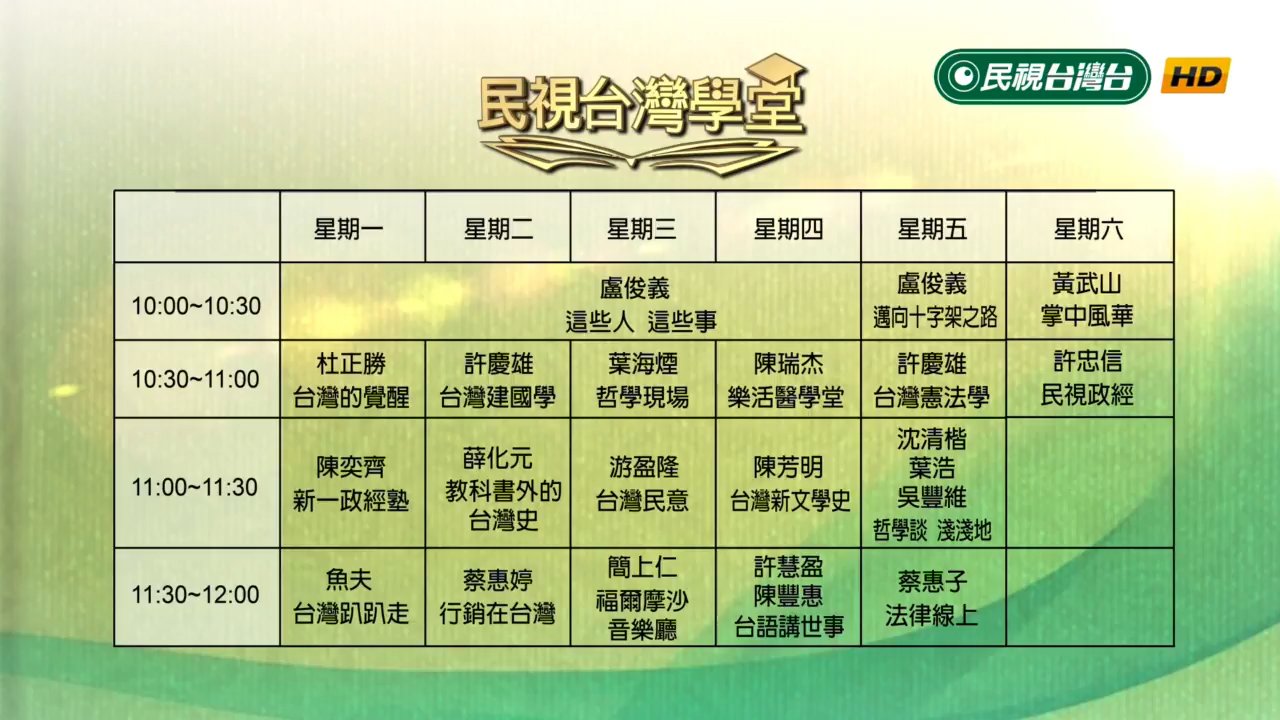 民視台灣學堂
民視台灣台 HD
星期一 星期二 星期三 星期四 星期五 星期六
10:00~10:30
盧俊義
這些人 這些事
盧俊義
邁向十字架之路
黃武山
掌中風華
10:30~11:00
杜正勝
台灣的覺醒
許慶雄
台灣建國學
葉海煙
哲學現場
陳瑞杰
樂活醫學堂
許慶雄
台灣憲法學
許忠信
民視政經
11:00~11:30
陳奕齊
新一政經塾
薛化元
教科書外的
台灣史
游盈隆
台灣民意
陳芳明
台灣新文學史
沈清楷
葉浩
吳豐維
哲學談 淺淺地
11:30~12:00
魚夫
台灣趴趴走
蔡惠婷
行銷在台灣
簡上仁
福爾摩沙
音樂廳
許慧盈
陳豐惠
台語講世事
蔡惠子
法律線上